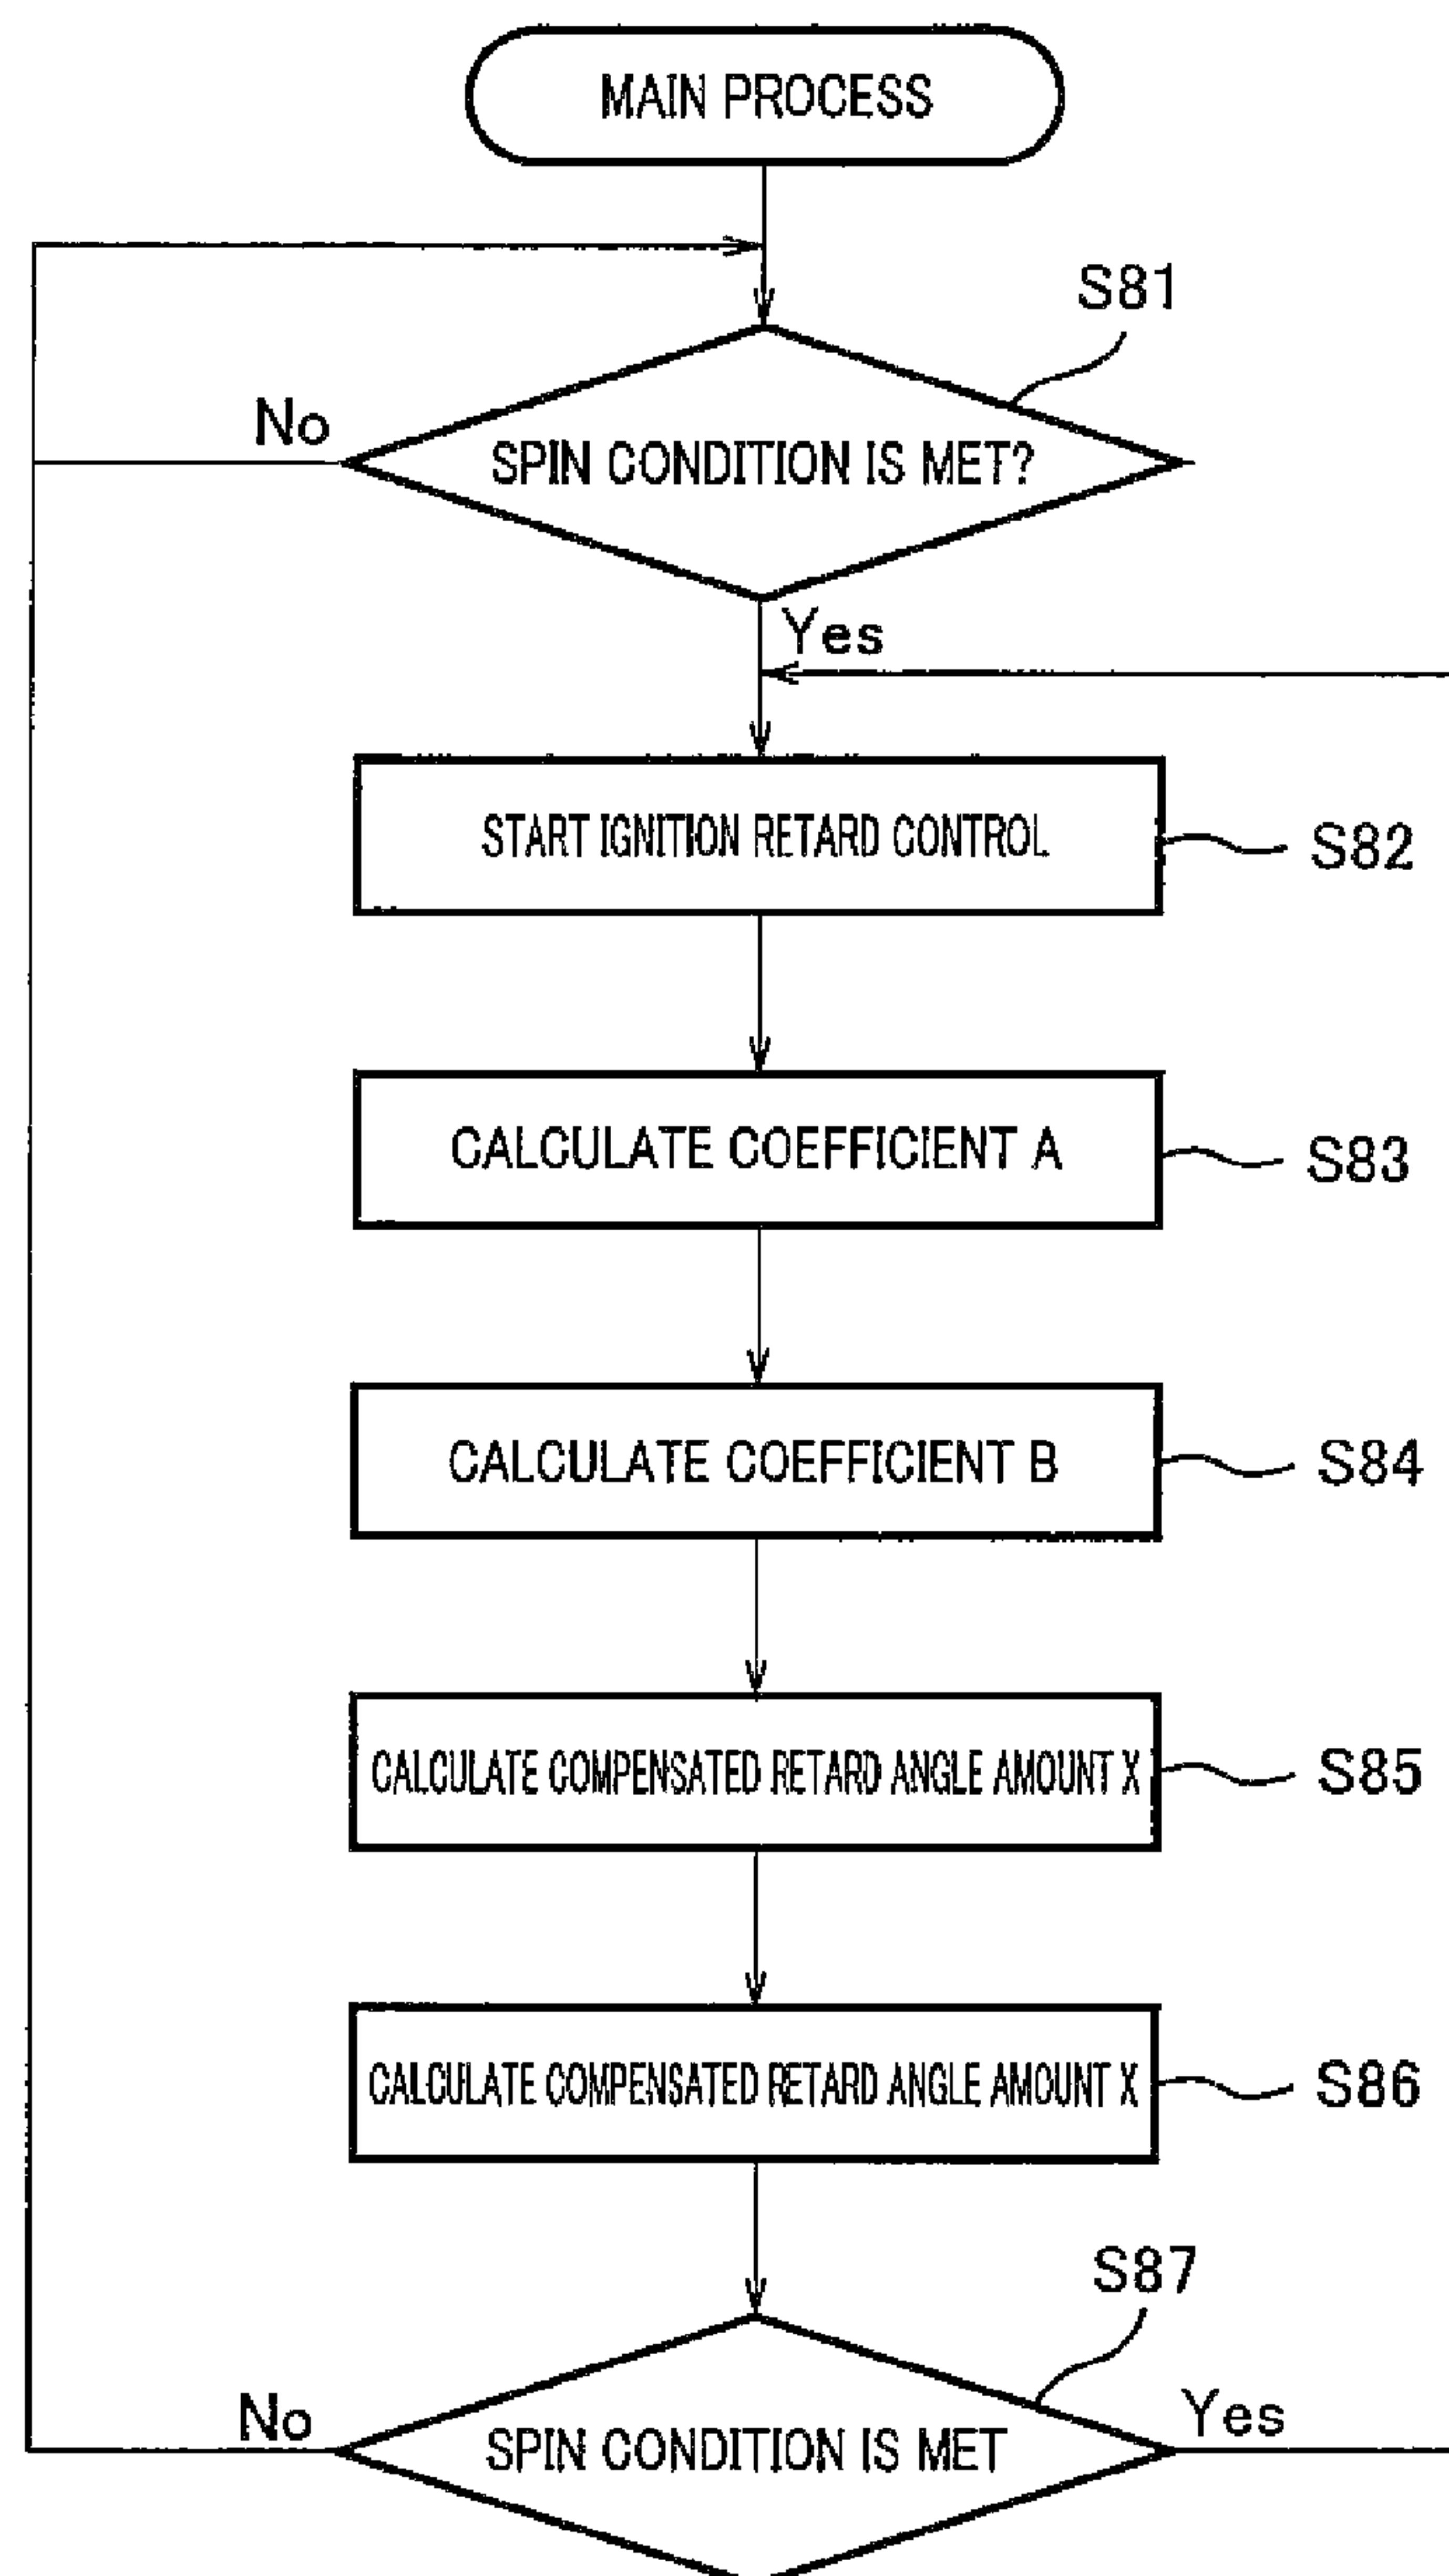 MAIN PROCESS
S81
No
SPIN CONDITION IS MET?
Yes
START IGNITION RETARD CONTROL
S82
CALCULATE COEFFICIENT A
S83
CALCULATE COEFFICIENT B
S84
CALCULATE COMPENSATED RETARD ANGLE AMOUNT X
S85
CALCULATE COMPENSATED RETARD ANGLE AMOUNT X
S86
S87
No
SPIN CONDITION IS MET
Yes